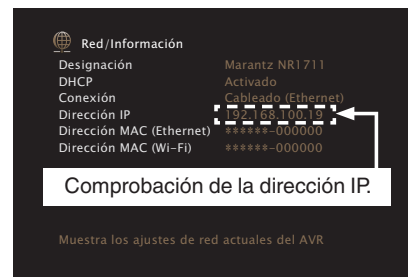 Red/Información
Designación Marantz NR1711
DHCP Activado
Conexión Cableado (Ethernet)
Dirección IP 192.168.100.19
Dirección MAC (Ethernet) ******-000000
Dirección MAC (Wi-Fi) ******-000000
Comprobación de la dirección IP.
Muestra los ajustes de red actuales del AVR